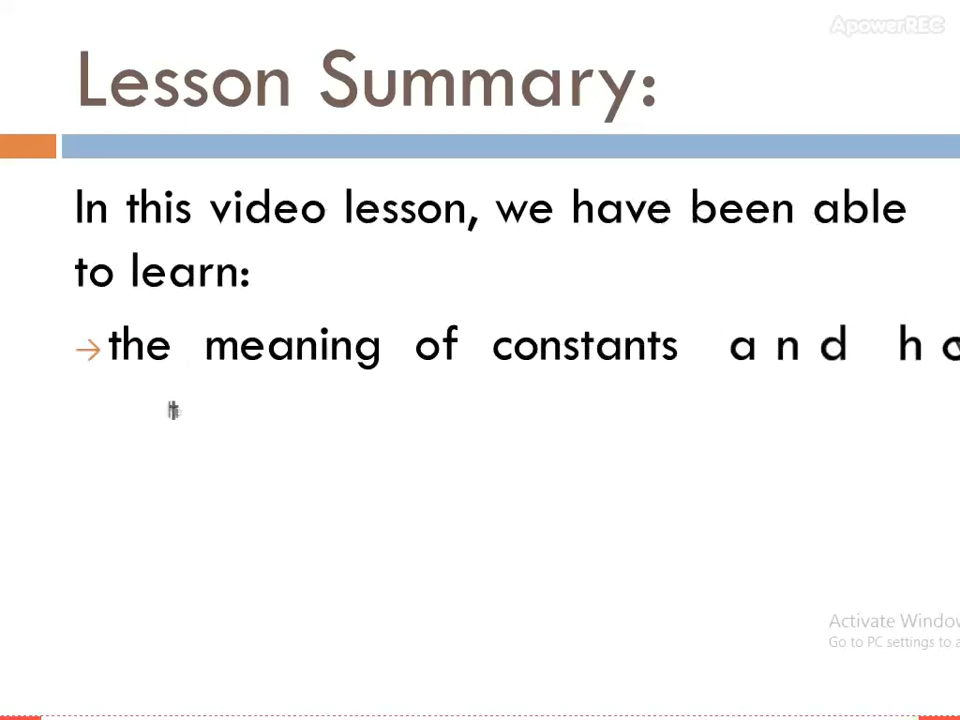 ApowerREC
Lesson Summary:
In this video lesson, we have been able
to learn:
→the meaning of constants and
Activate
Go to PC settings to